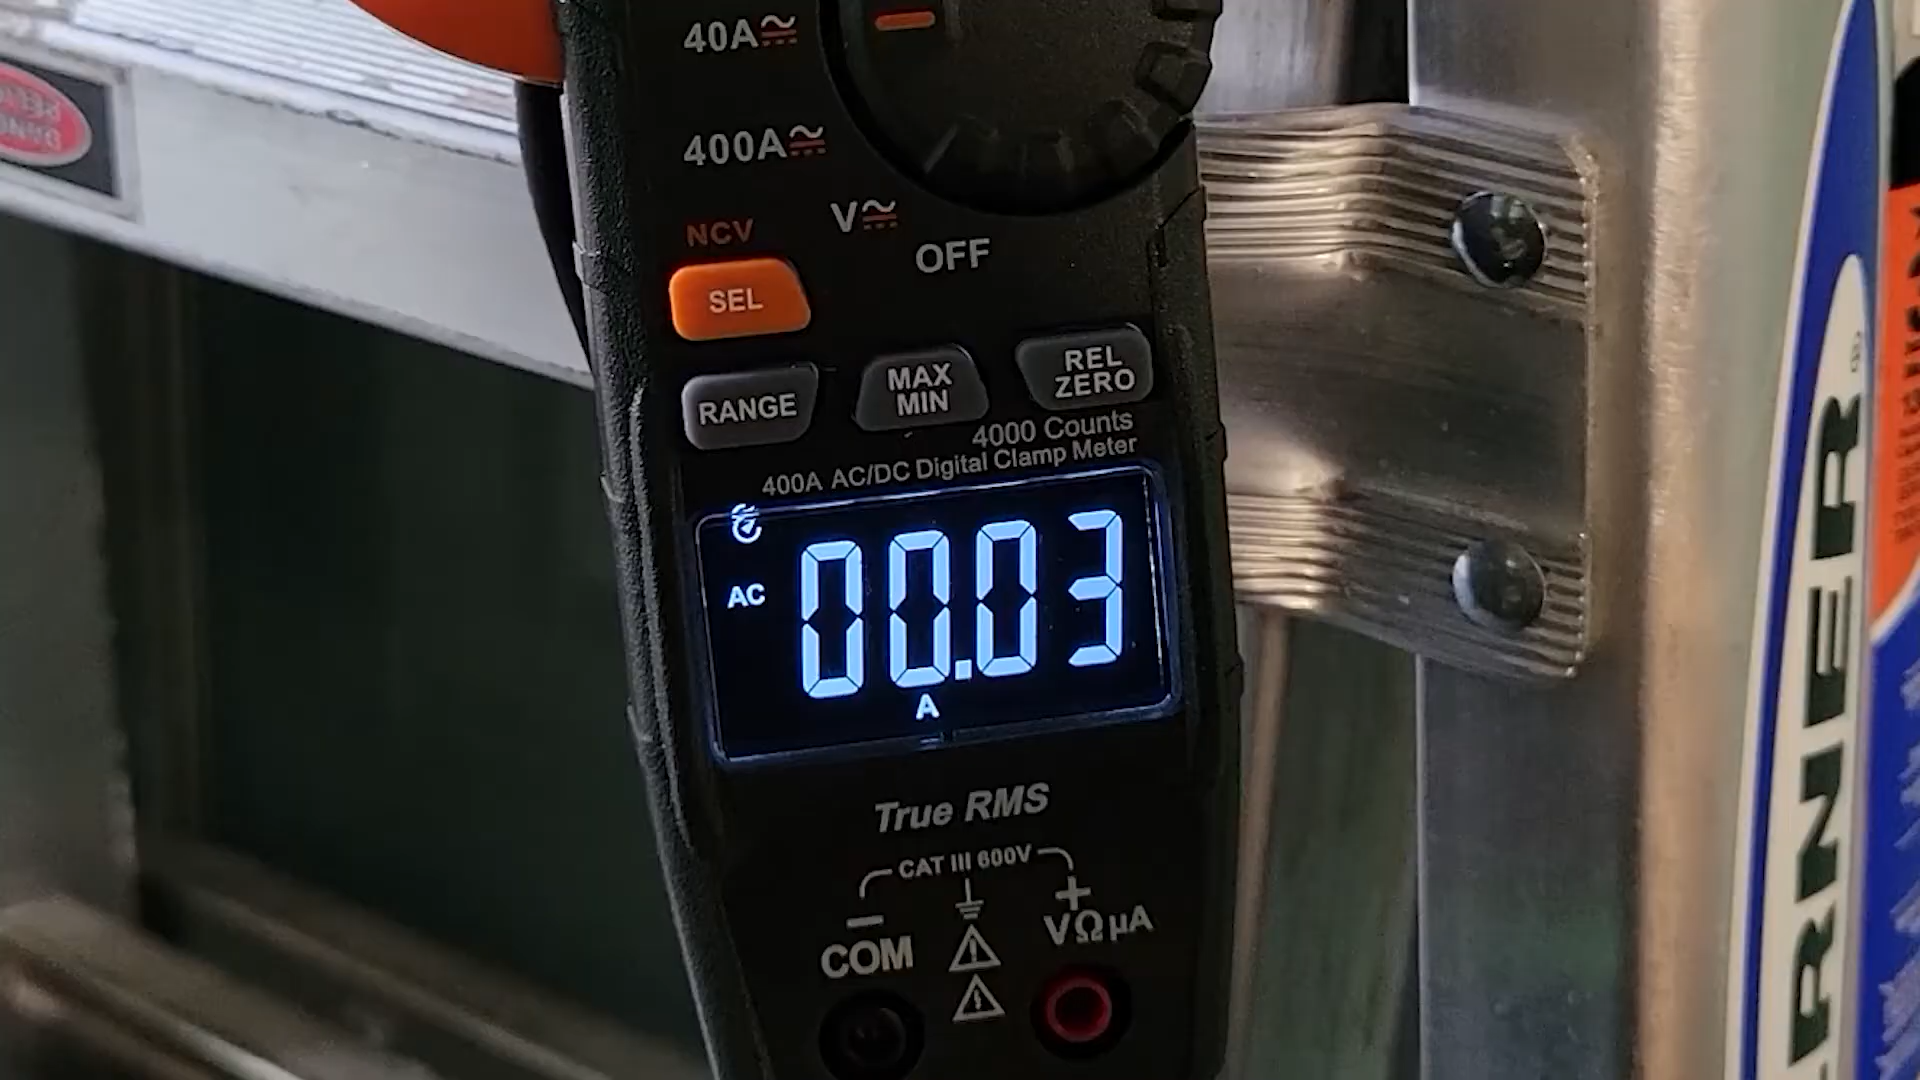 40A
400A
V
OFF
NCV
SEL
RANGE
MAX
MIN
REL
ZERO
4000 Counts
400A AC/DC Digital Clamp Meter
AC
00.03
A
True RMS
CAT III 600V
− +
COM
VΩµA
RNER®